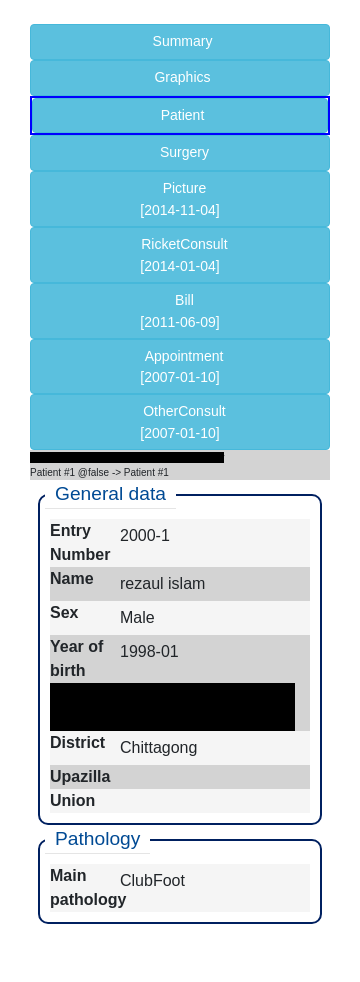 Summary
Graphics
Patient
Surgery
Picture
[2014-11-04]
RicketConsult
[2014-01-04]
Bill
[2011-06-09]
Appointment
[2007-01-10]
OtherConsult
[2007-01-10]
Patient #1 @false -> Patient #1
General data
Entry Number 2000-1
Name rezaul islam
Sex Male
Year of birth 1998-01
District Chittagong
Upazilla
Union
Pathology
Main pathology ClubFoot